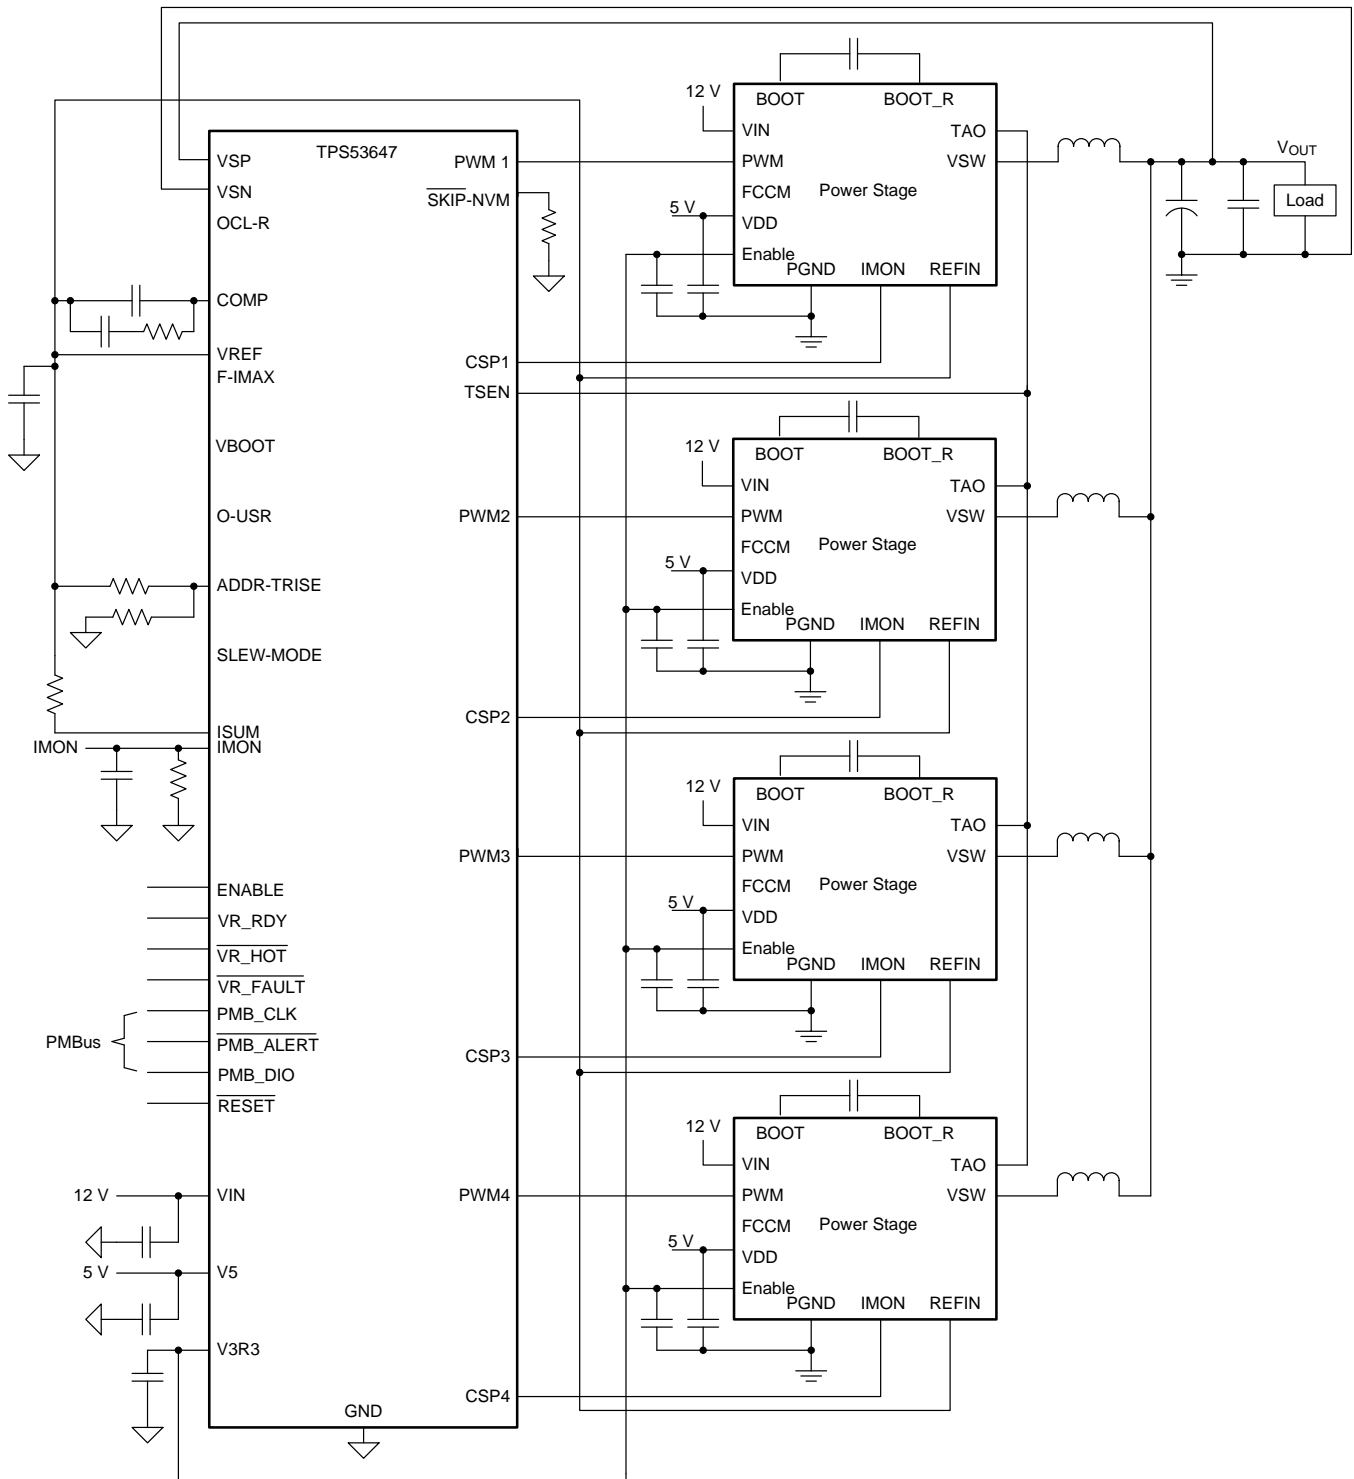 TPS53647
VSP
VSN
OCL-R
COMP
VREF
F-IMAX
VBOOT
O-USR
ADDR-TRISE
SLEW-MODE
ISUM
IMON
IMON
ENABLE
VR_RDY
VR_HOT
VR_FAULT
PMB_CLK
PMBus
PMB_ALERT
PMB_DIO
RESET
12 V
VIN
5 V
V5
V3R3
GND
PWM 1
SKIP-NVM
CSP1
TSEN
PWM2
CSP2
PWM3
CSP3
PWM4
CSP4
12 V
BOOT
BOOT_R
VIN
TAO
PWM
VSW
FCCM
Power Stage
5 V
VDD
Enable
PGND
IMON
REFIN
VOUT
Load
12 V
BOOT
BOOT_R
VIN
TAO
PWM
VSW
FCCM
Power Stage
5 V
VDD
Enable
PGND
IMON
REFIN
12 V
BOOT
BOOT_R
VIN
TAO
PWM
VSW
FCCM
Power Stage
5 V
VDD
Enable
PGND
IMON
REFIN
12 V
BOOT
BOOT_R
VIN
TAO
PWM
VSW
FCCM
Power Stage
5 V
VDD
Enable
PGND
IMON
REFIN